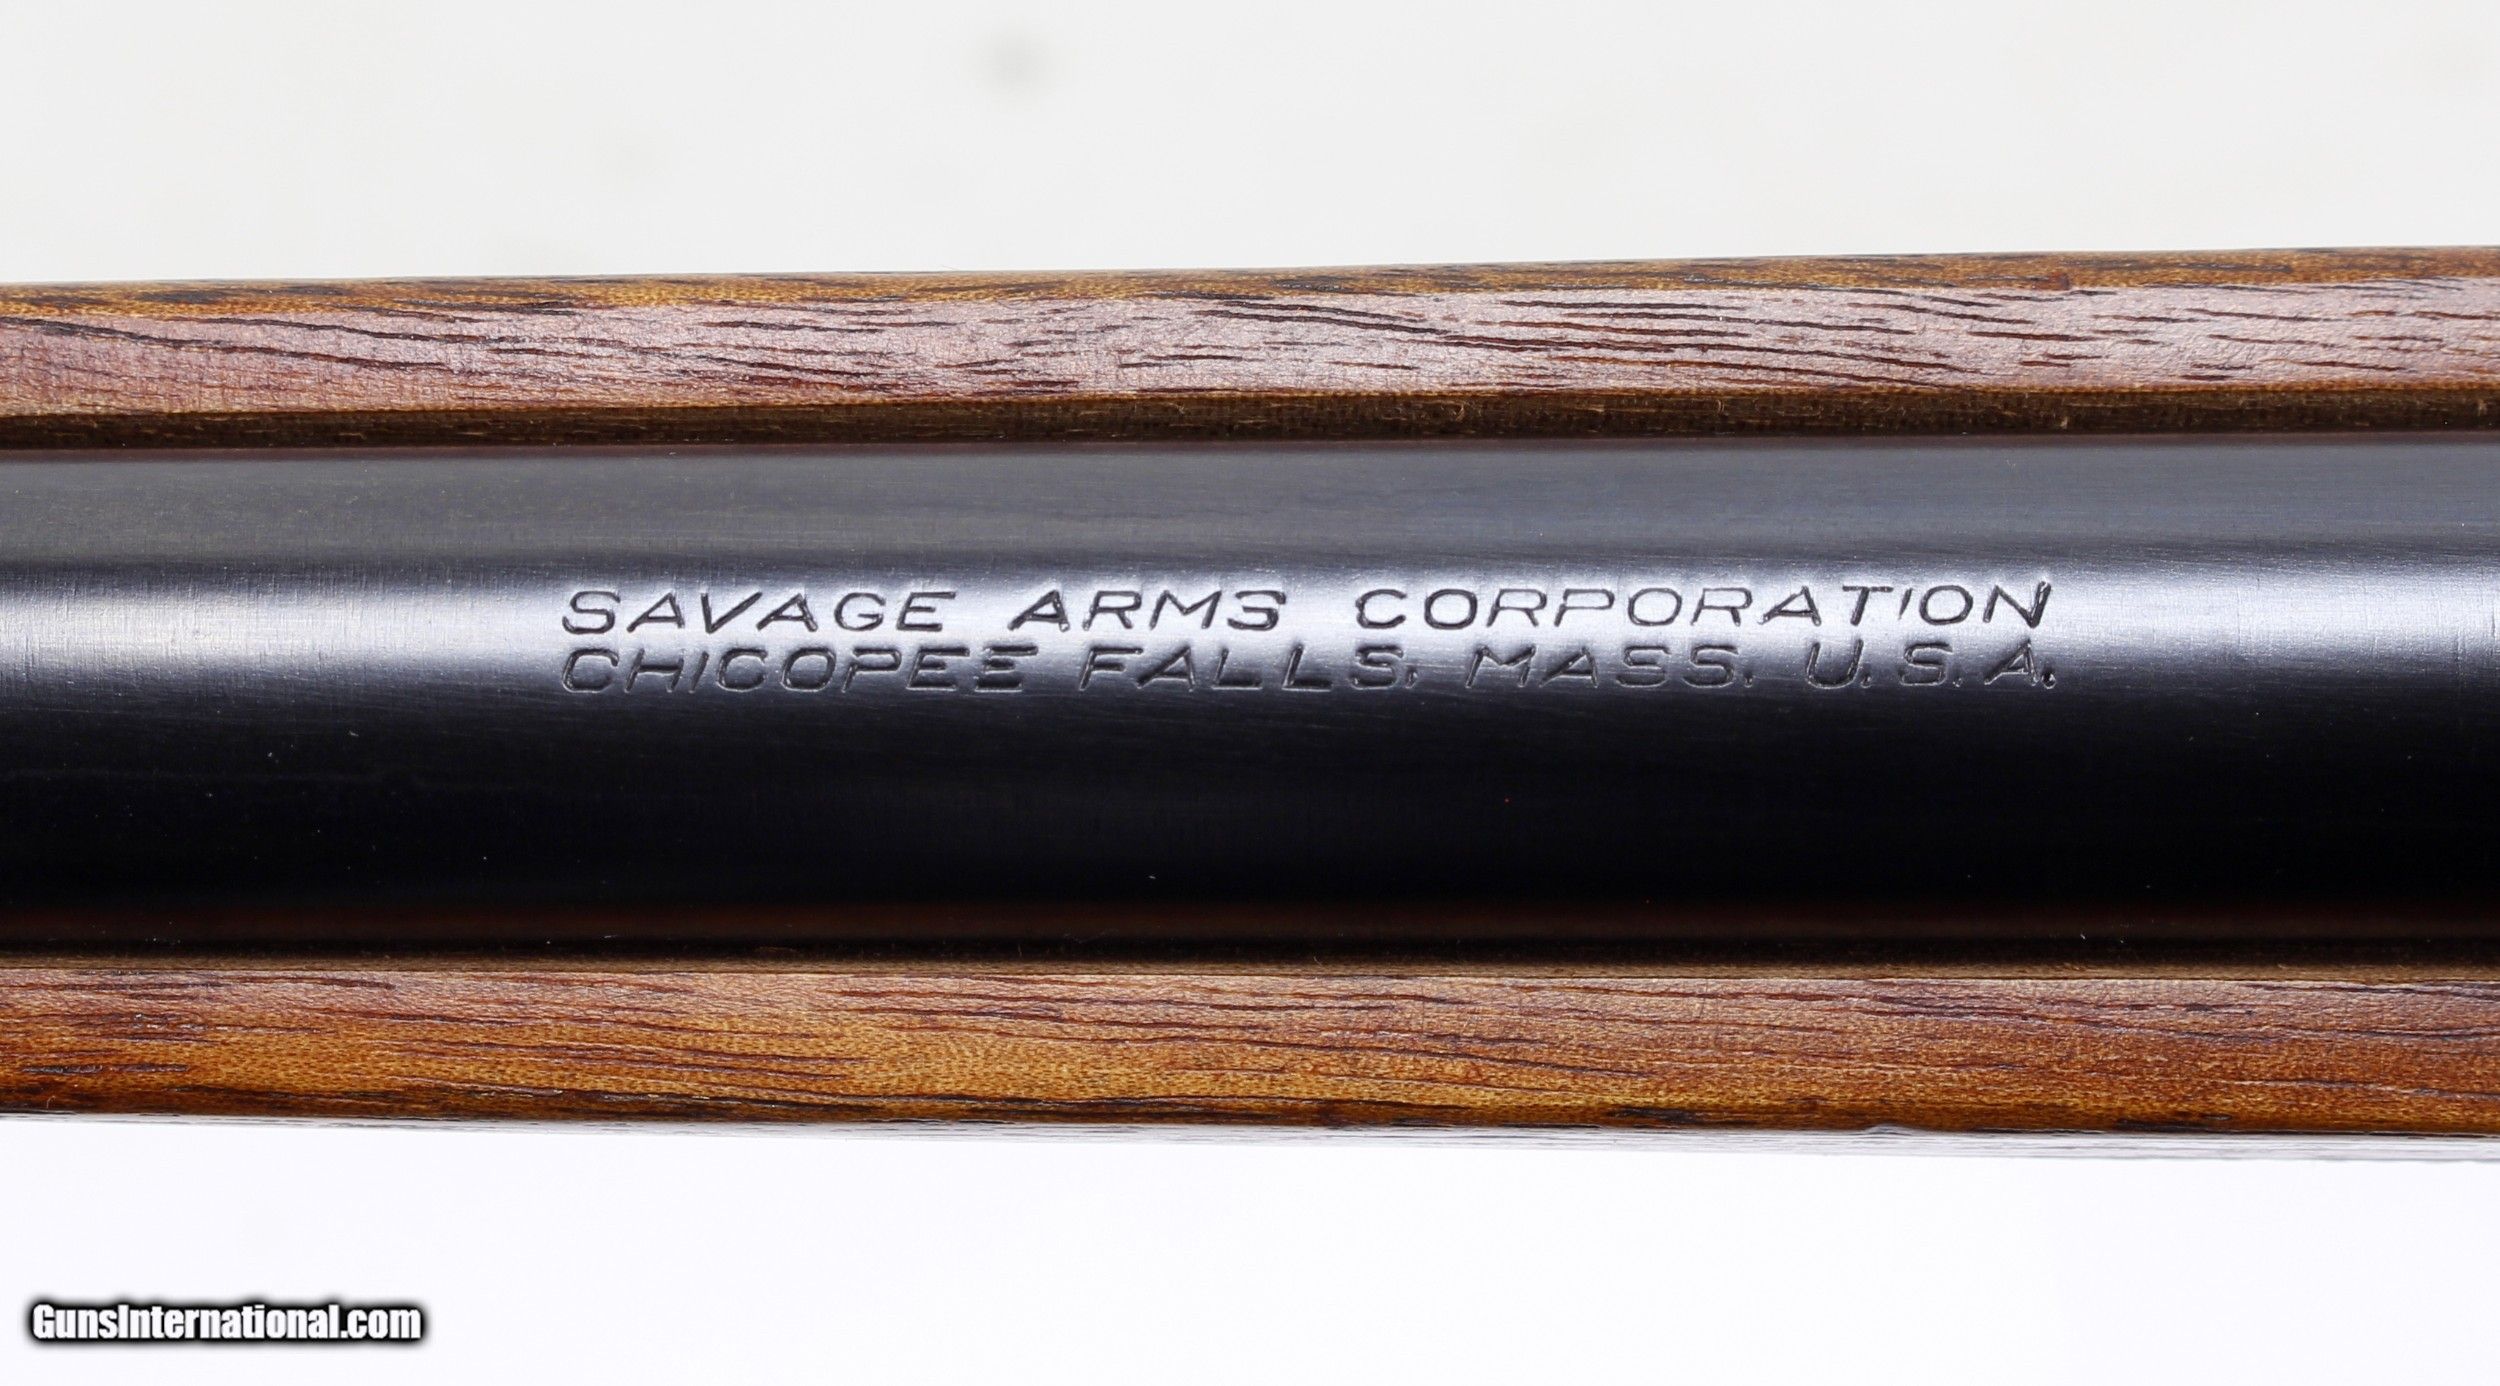 SAVAGE ARMS CORPORATION
CHICOPEE FALLS, MASS. U.S.A.
GunsInternational.com